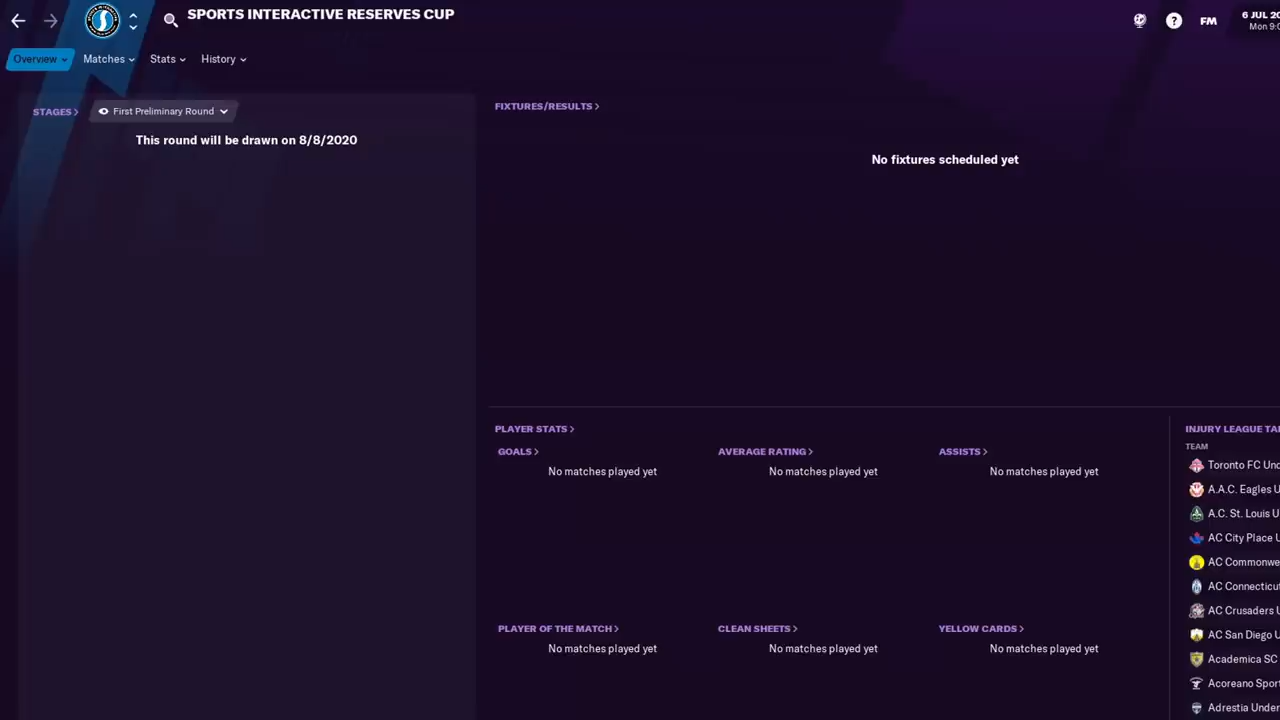 SPORTS INTERACTIVE RESERVES CUP
FM
6 JUL 20
Mon 9:0
Overview
Matches
Stats
History
STAGES
First Preliminary Round
This round will be drawn on 8/8/2020
FIXTURES/RESULTS
No fixtures scheduled yet
PLAYER STATS
GOALS
No matches played yet
AVERAGE RATING
No matches played yet
ASSISTS
No matches played yet
PLAYER OF THE MATCH
No matches played yet
CLEAN SHEETS
No matches played yet
YELLOW CARDS
No matches played yet
INJURY LEAGUE TA
TEAM
Toronto FC Und
A.A.C. Eagles U
A.C. St. Louis U
AC City Place U
AC Commonwe
AC Connecticut
AC Crusaders U
AC San Diego U
Academica SC
Acoreano Sport
Adrestia Under